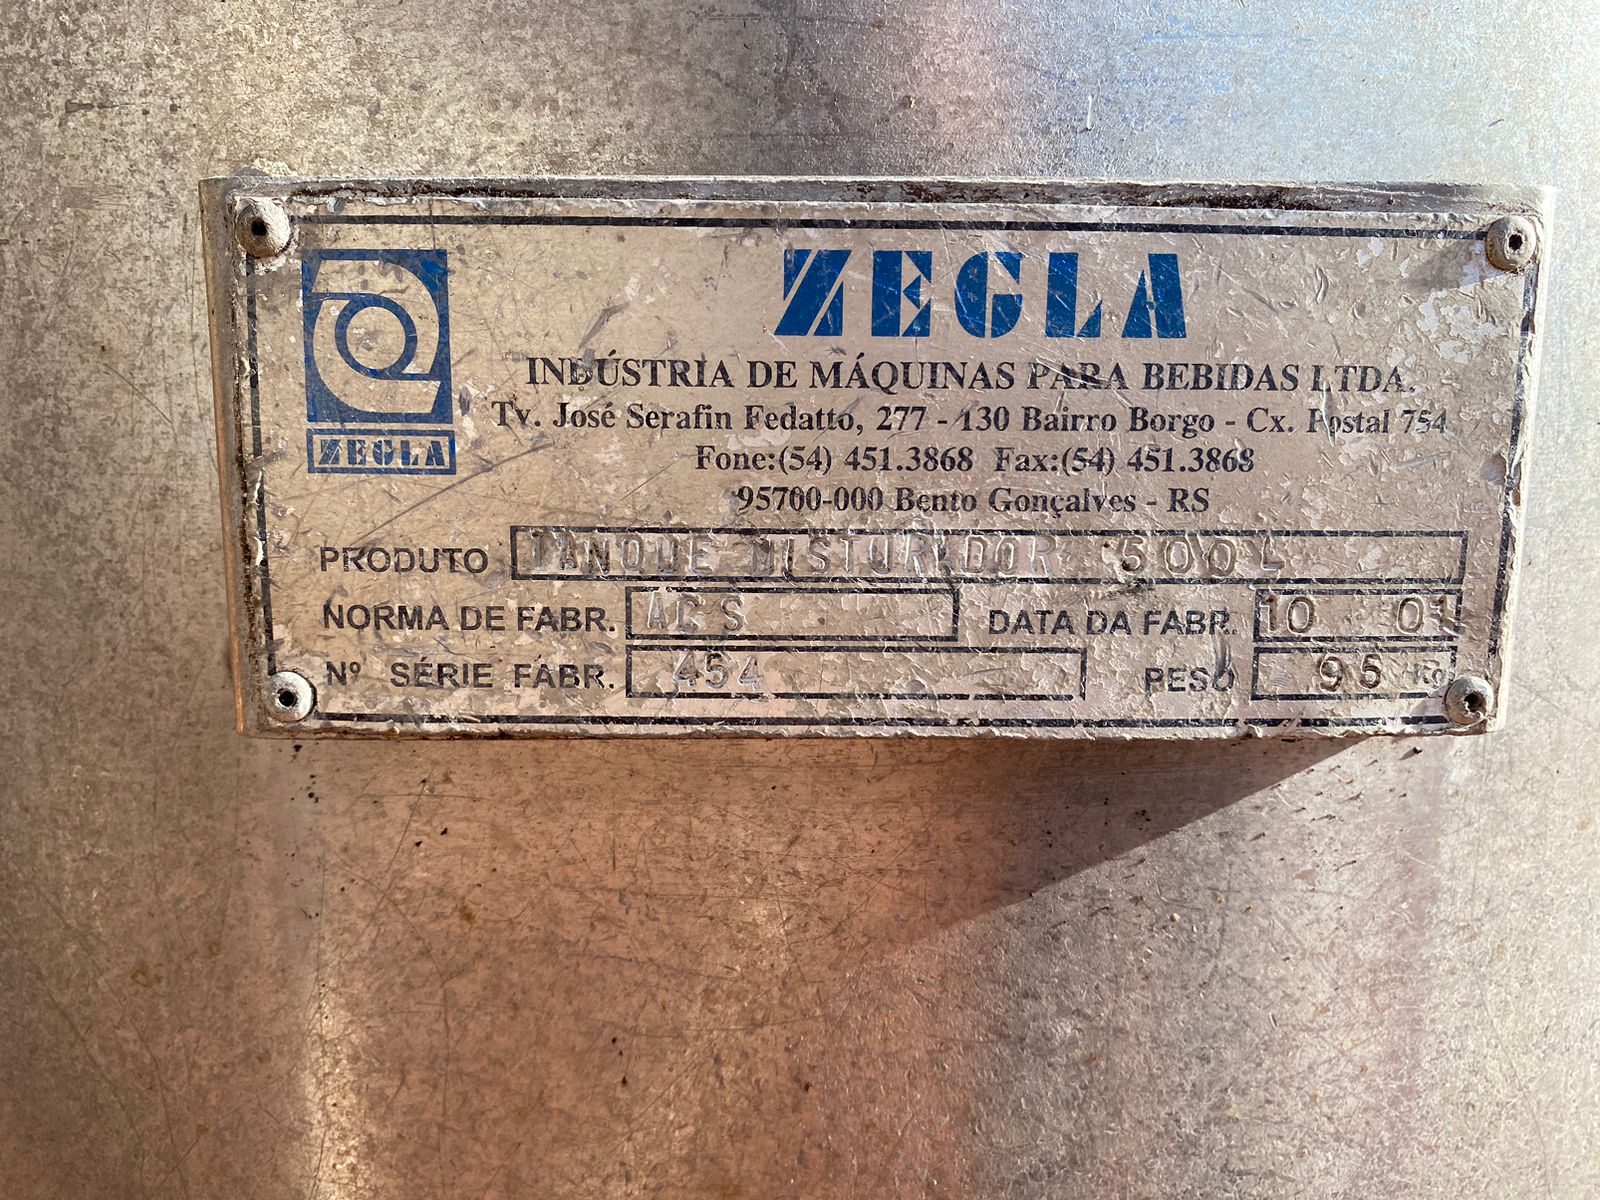 ZEGLA
ZEGLA
INDÚSTRIA DE MÁQUINAS PARA BEBIDAS LTDA.
Tv. José Serafin Fedatto, 277 - 130 Bairro Borgo - Cx. Postal 754
Fone:(54) 451.3868 Fax:(54) 451.3868
95700-000 Bento Gonçalves - RS
PRODUTO TANQUE MISTURADOR 500L
NORMA DE FABR. ACS DATA DA FABR. 10 01
Nº SÉRIE FABR. 454 PESO 95 Kg